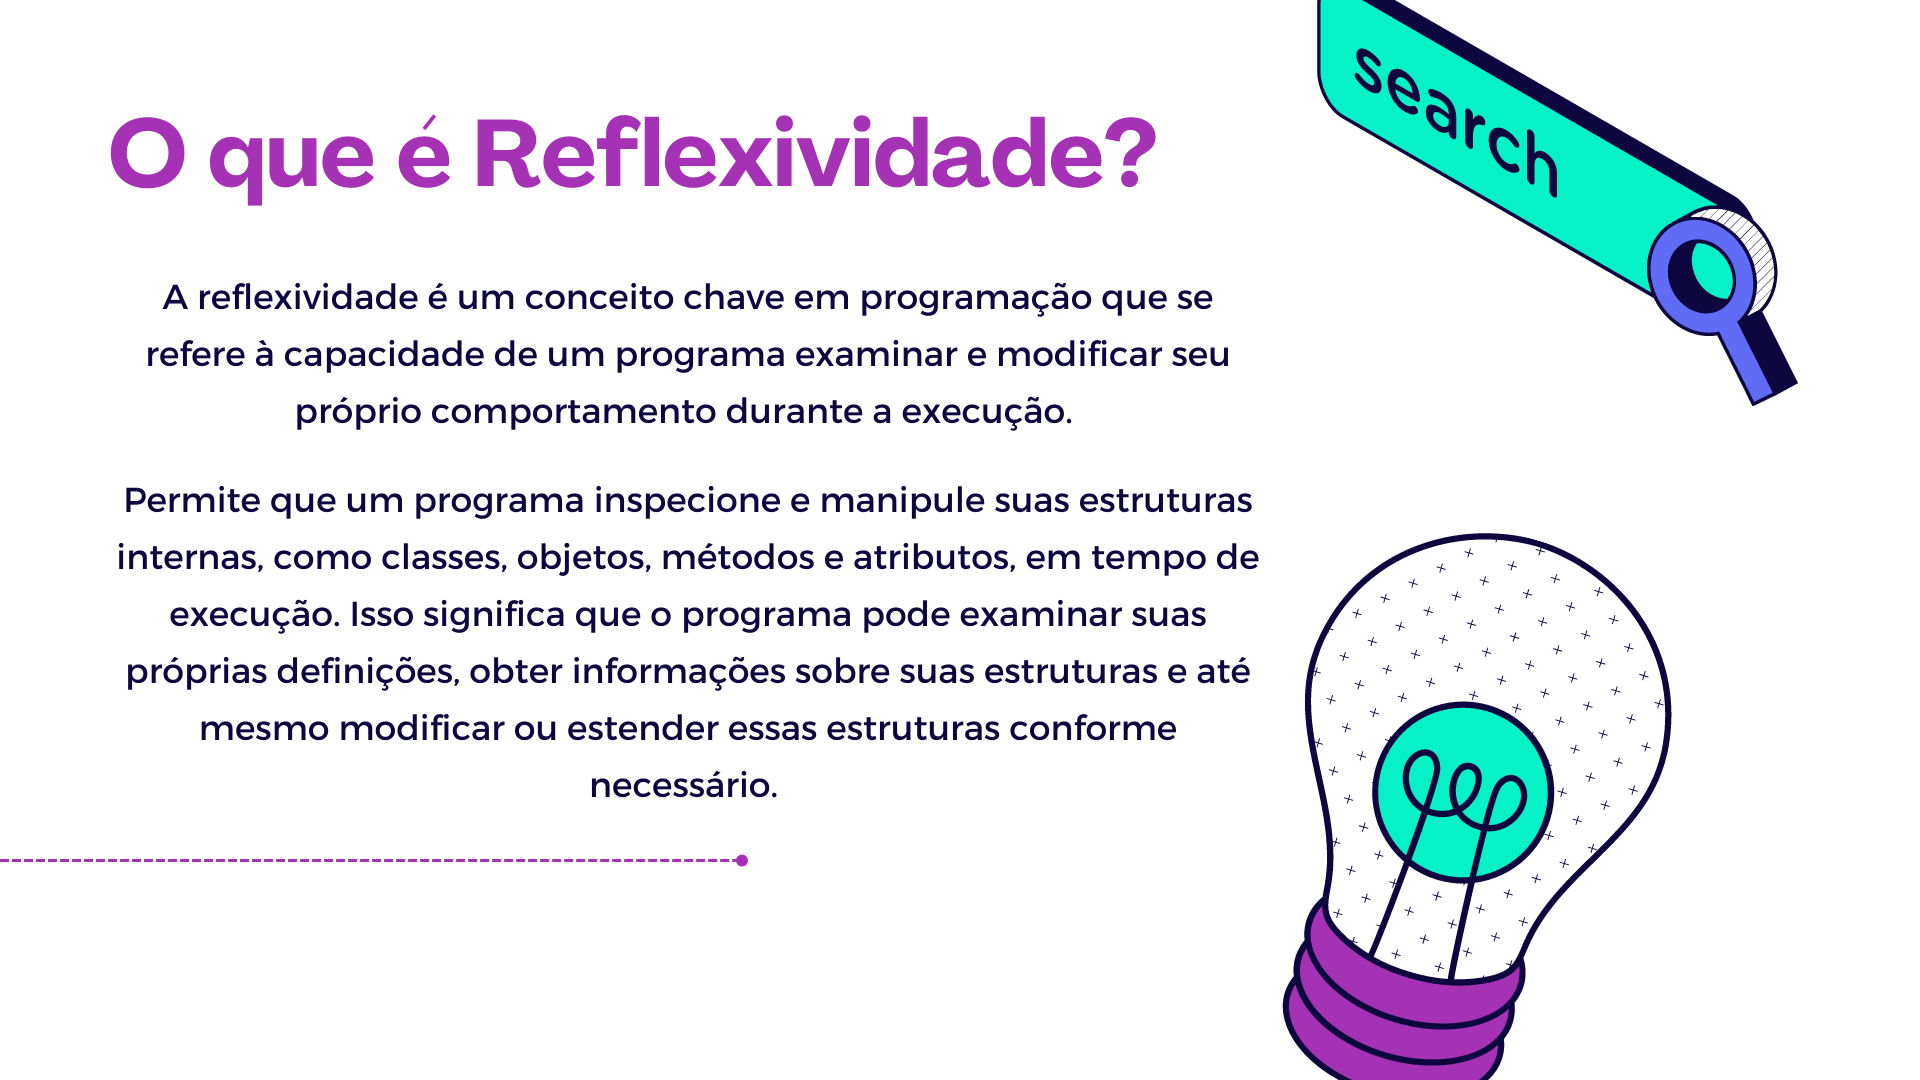 search
O que é Reflexividade?
A reflexividade é um conceito chave em programação que se
refere à capacidade de um programa examinar e modificar seu
próprio comportamento durante a execução.
Permite que um programa inspecione e manipule suas estruturas
internas, como classes, objetos, métodos e atributos, em tempo de
execução. Isso significa que o programa pode examinar suas
próprias definições, obter informações sobre suas estruturas e até
mesmo modificar ou estender essas estruturas conforme
necessário.